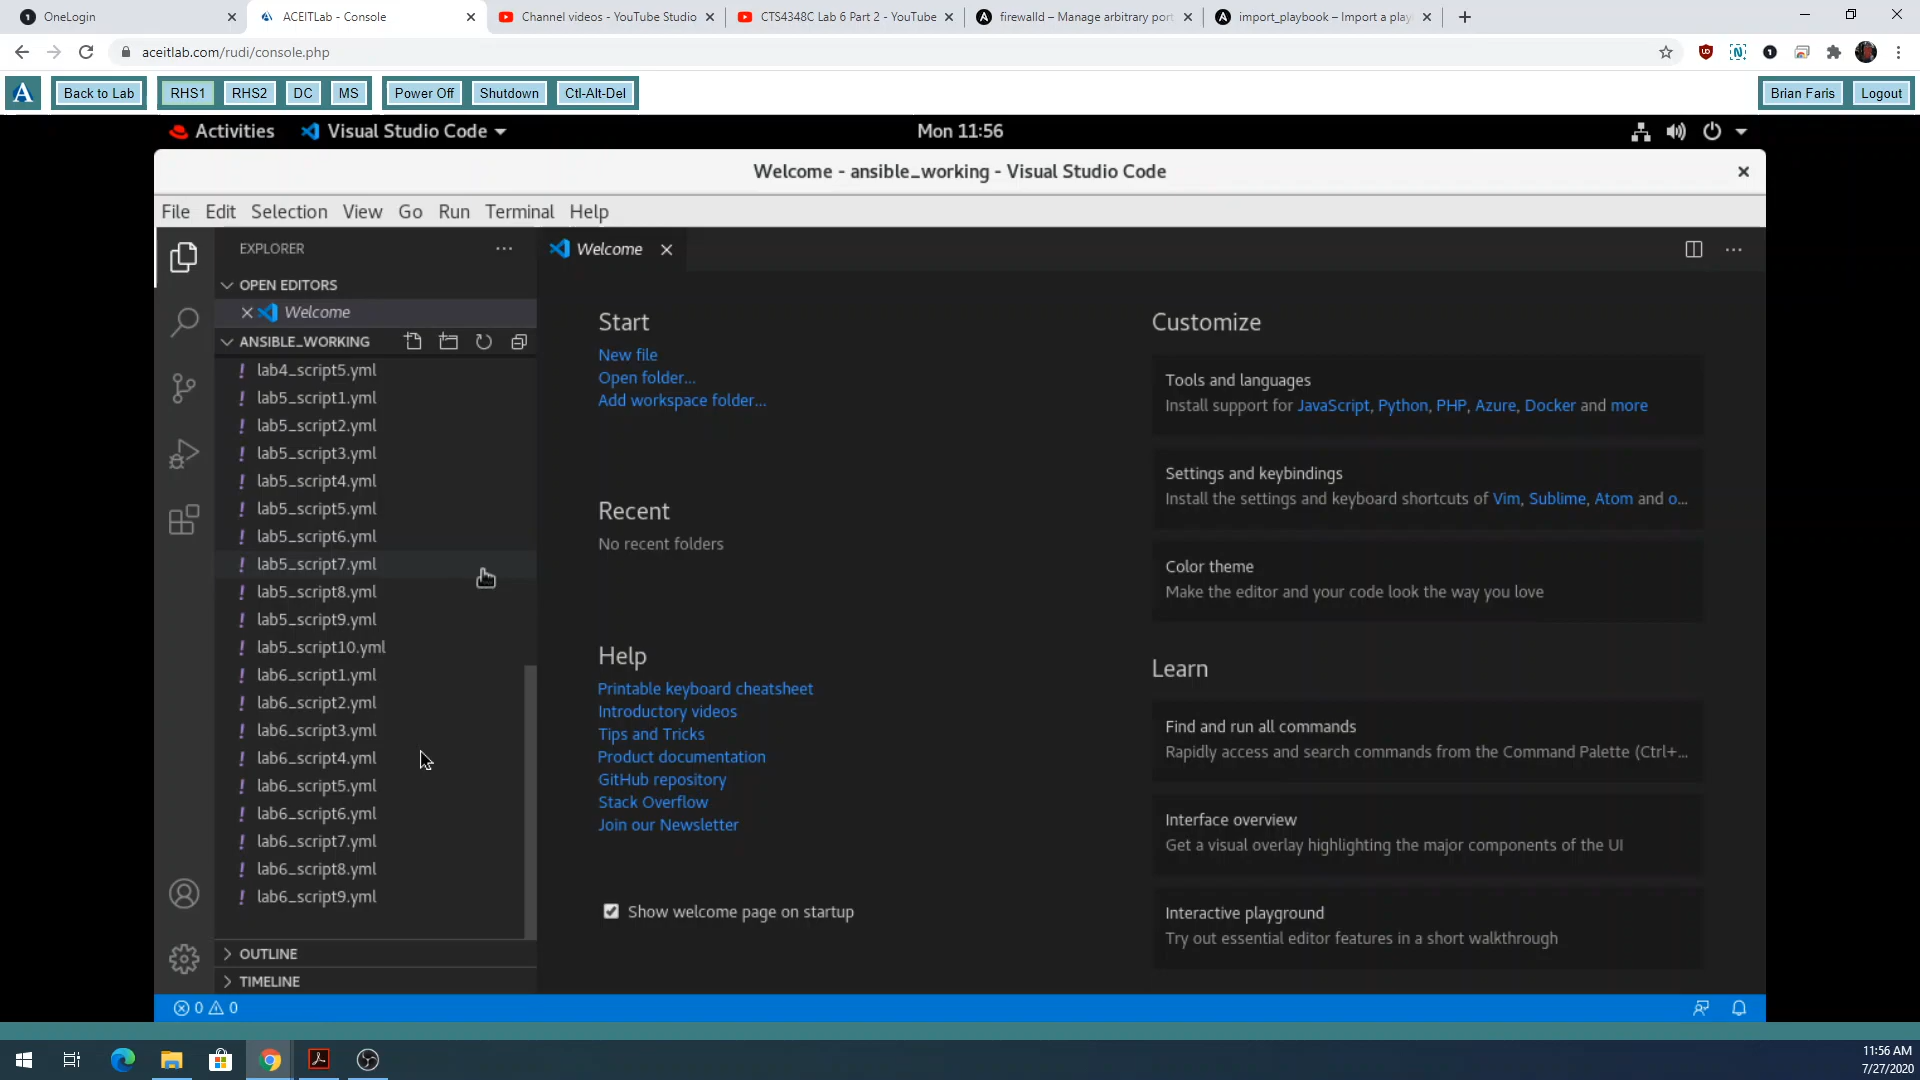 OneLogin
ACEITLab - Console
Channel videos - YouTube Studio
CTS4348C Lab 6 Part 2 - YouTube
firewalld – Manage arbitrary port
import_playbook – Import a play
aceitlab.com/rudi/console.php
Back to Lab
RHS1
RHS2
DC
MS
Power Off
Shutdown
Ctl-Alt-Del
Brian Faris
Logout
Activities
Visual Studio Code
Mon 11:56
Welcome - ansible_working - Visual Studio Code
File Edit Selection View Go Run Terminal Help
EXPLORER
OPEN EDITORS
Welcome
ANSIBLE_WORKING
lab4_script5.yml
lab5_script1.yml
lab5_script2.yml
lab5_script3.yml
lab5_script4.yml
lab5_script5.yml
lab5_script6.yml
lab5_script7.yml
lab5_script8.yml
lab5_script9.yml
lab5_script10.yml
lab6_script1.yml
lab6_script2.yml
lab6_script3.yml
lab6_script4.yml
lab6_script5.yml
lab6_script6.yml
lab6_script7.yml
lab6_script8.yml
lab6_script9.yml
OUTLINE
TIMELINE
Welcome
Start
New file
Open folder...
Add workspace folder...
Recent
No recent folders
Help
Printable keyboard cheatsheet
Introductory videos
Tips and Tricks
Product documentation
GitHub repository
Stack Overflow
Join our Newsletter
Show welcome page on startup
Customize
Tools and languages
Install support for JavaScript, Python, PHP, Azure, Docker and more
Settings and keybindings
Install the settings and keyboard shortcuts of Vim, Sublime, Atom and o...
Color theme
Make the editor and your code look the way you love
Learn
Find and run all commands
Rapidly access and search commands from the Command Palette (Ctrl+...
Interface overview
Get a visual overlay highlighting the major components of the UI
Interactive playground
Try out essential editor features in a short walkthrough
0 0
11:56 AM
7/27/2020